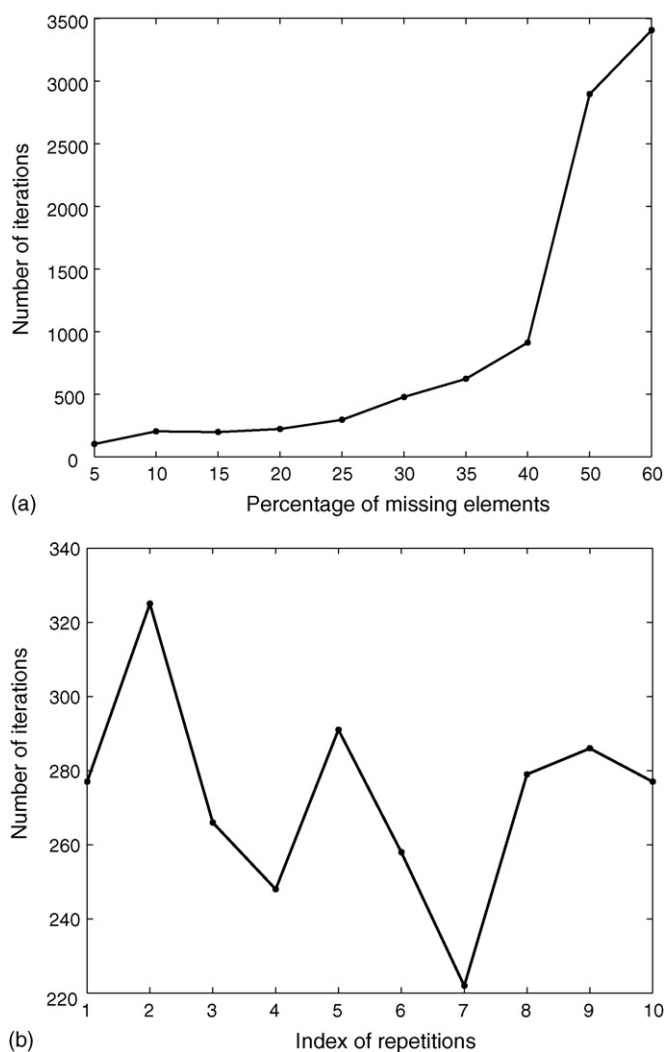 3500
3000
2500
2000
1500
1000
500
0
Number of iterations
5 10 15 20 25 30 35 40 50 60
Percentage of missing elements
(a)
340
320
300
280
260
240
220
Number of iterations
1 2 3 4 5 6 7 8 9 10
Index of repetitions
(b)